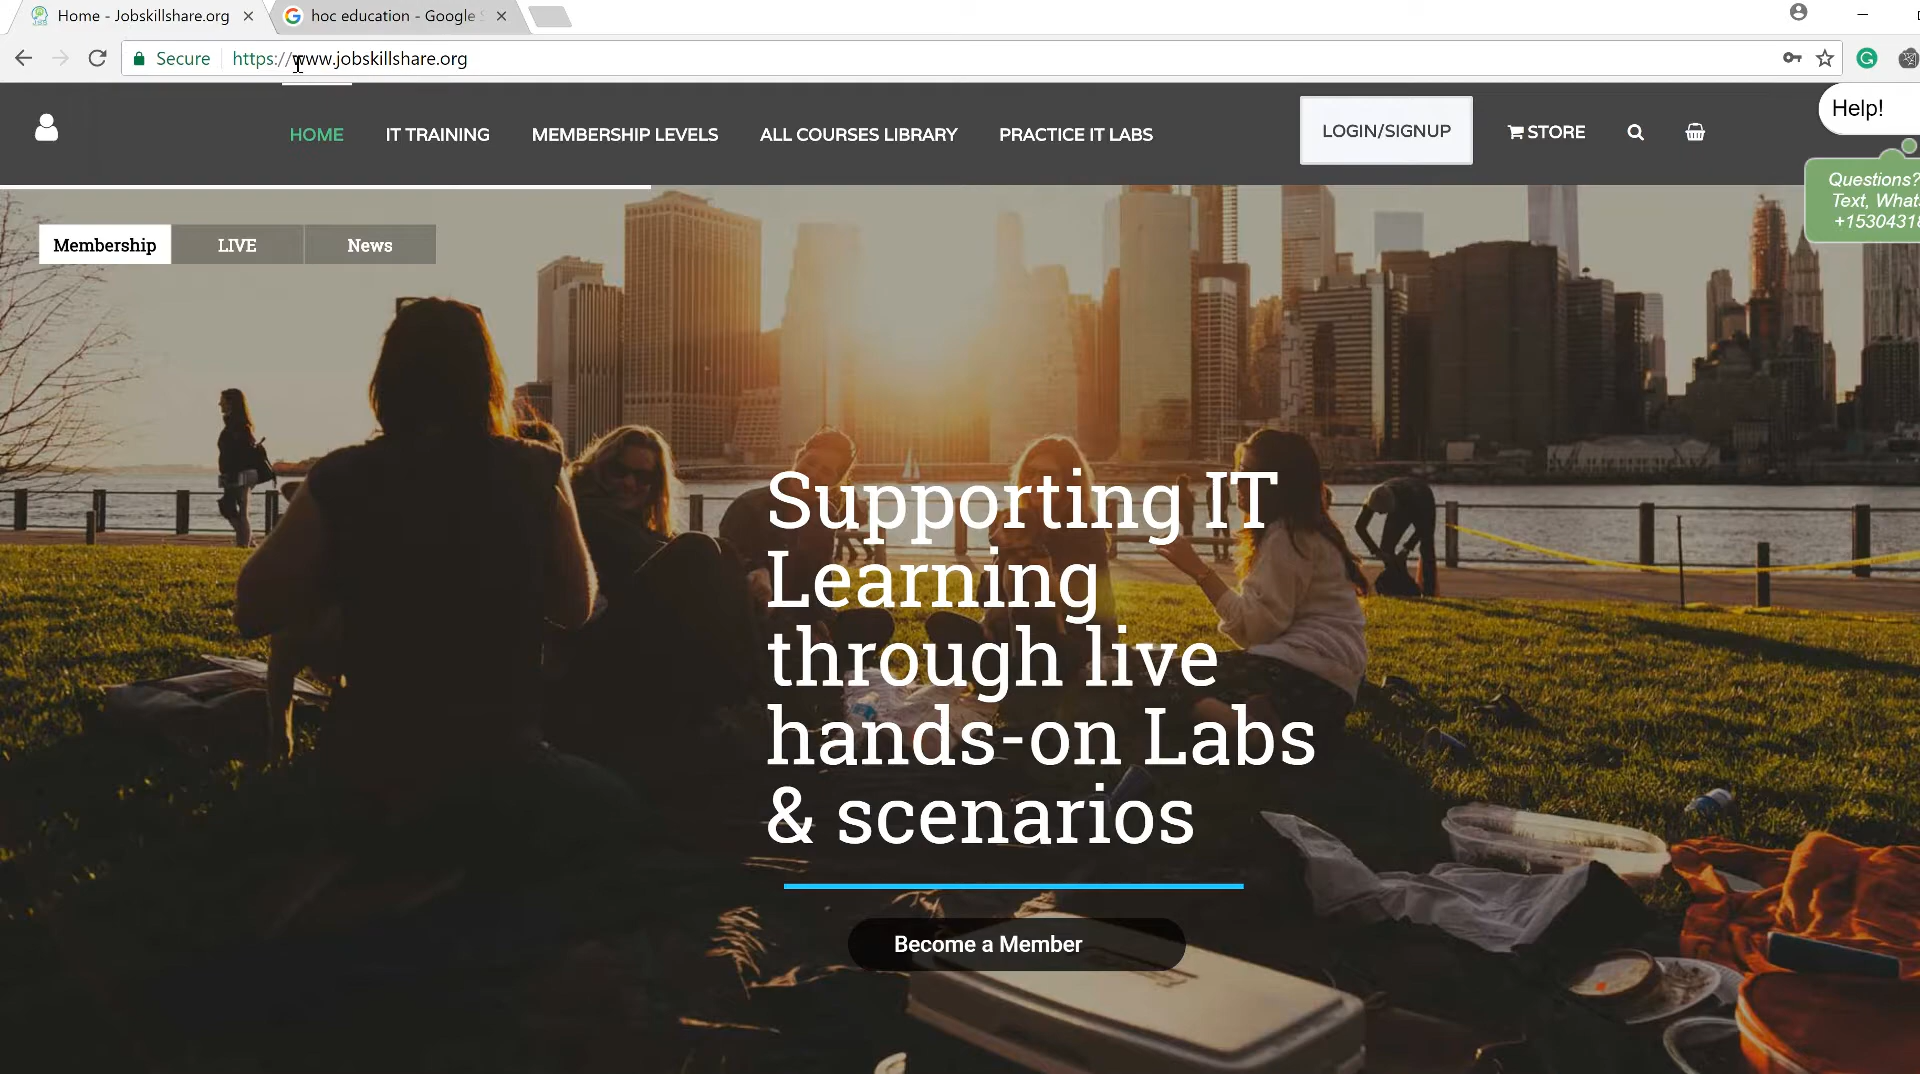 Home - Jobskillshare.org
hoc education - Google
Secure
https://www.jobskillshare.org
HOME
IT TRAINING
MEMBERSHIP LEVELS
ALL COURSES LIBRARY
PRACTICE IT LABS
LOGIN/SIGNUP
STORE
Help!
Questions?
Text,
+15304318
Membership
LIVE
News
Supporting IT
Learning
through live
hands-on Labs
& scenarios
Become a Member